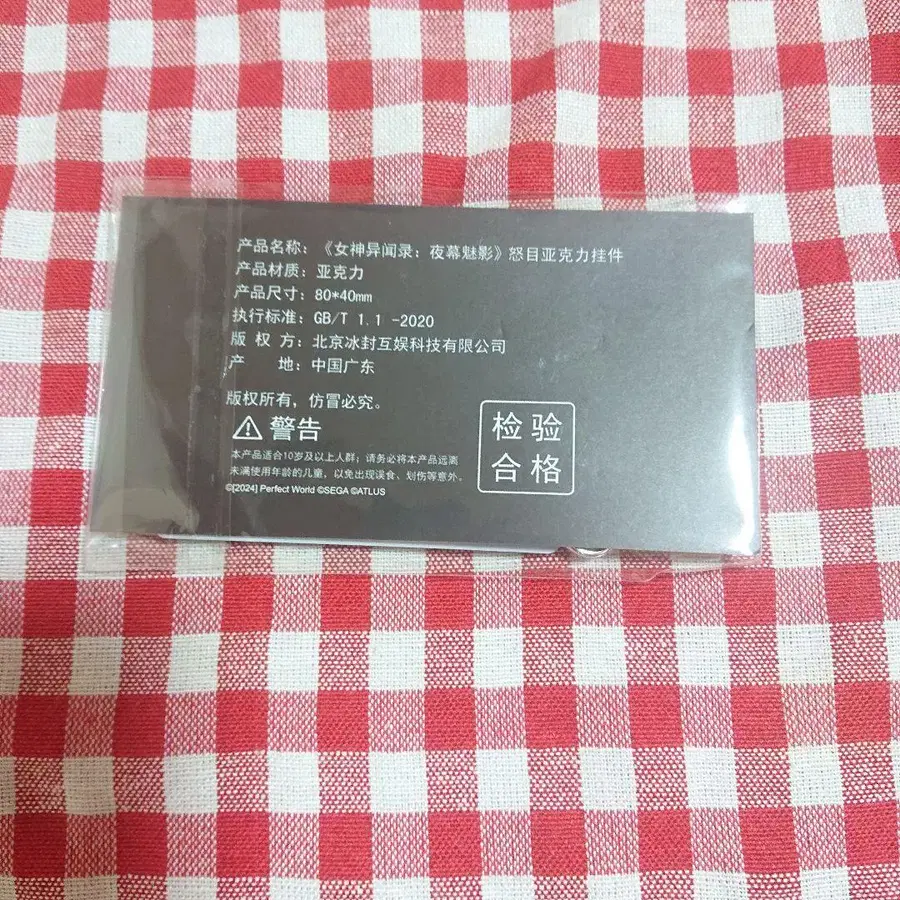 产品名称：《女神异闻录：夜幕魅影》怒目亚克力挂件
产品材质：亚克力
产品尺寸：80*40mm
执行标准：GB/T 1.1 -2020
版 权 方：北京冰封互娱科技有限公司
产 地：中国广东
版权所有，仿冒必究。
警告
本产品适合10岁及以上人群；请务必将本产品远离
未满使用年龄的儿童，以免出现误食、划伤等意外。
©[2024] Perfect World ©SEGA ©ATLUS
检验
合格